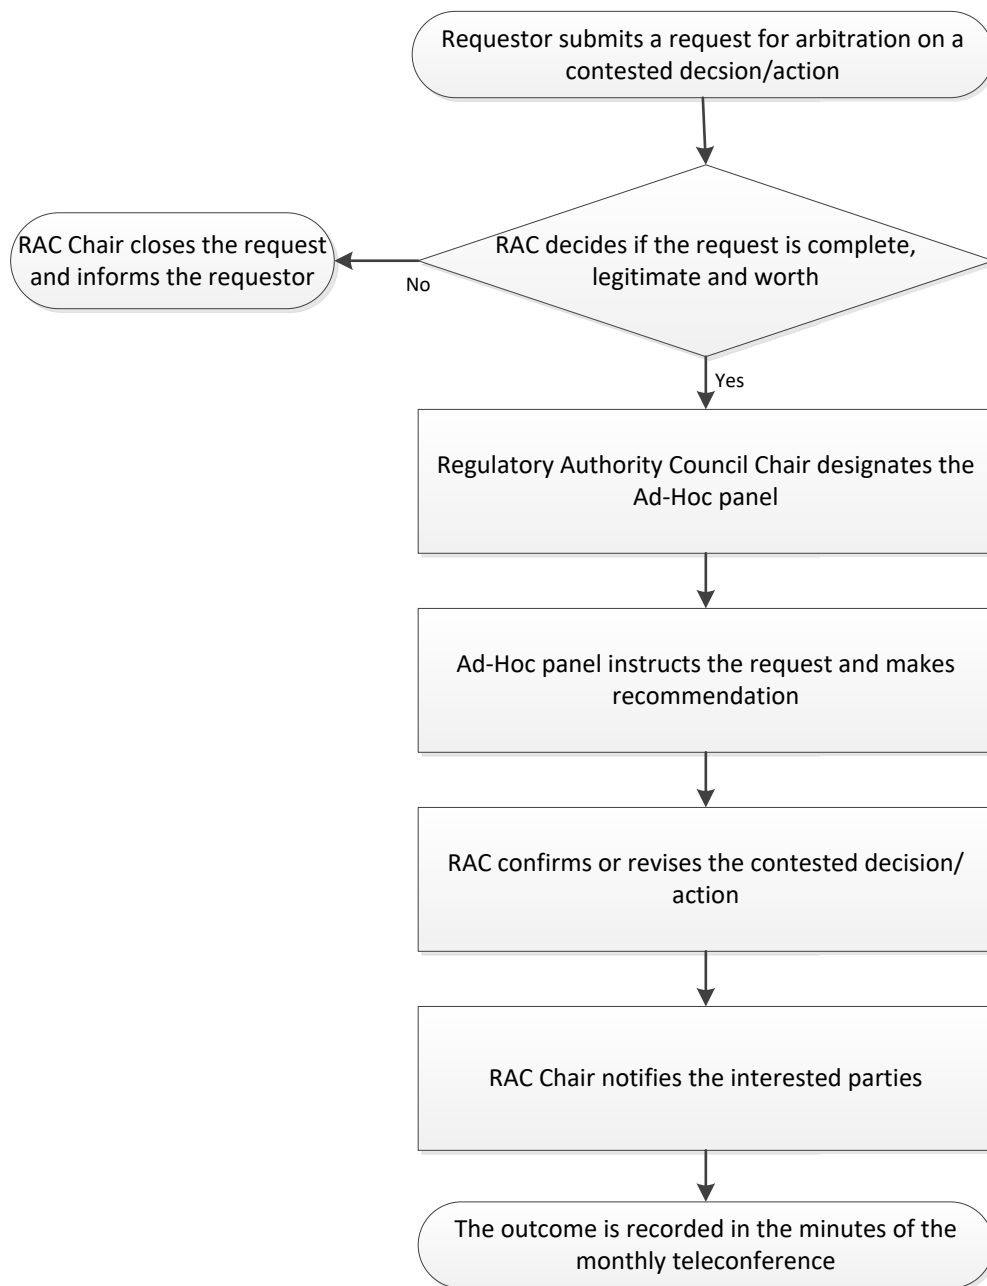 Requestor submits a request for arbitration on a
contested decsion/action
RAC decides if the request is complete,
legitimate and worth
RAC Chair closes the request
and informs the requestor
No
Yes
Regulatory Authority Council Chair designates the
Ad-Hoc panel
Ad-Hoc panel instructs the request and makes
recommendation
RAC confirms or revises the contested decision/
action
RAC Chair notifies the interested parties
The outcome is recorded in the minutes of the
monthly teleconference